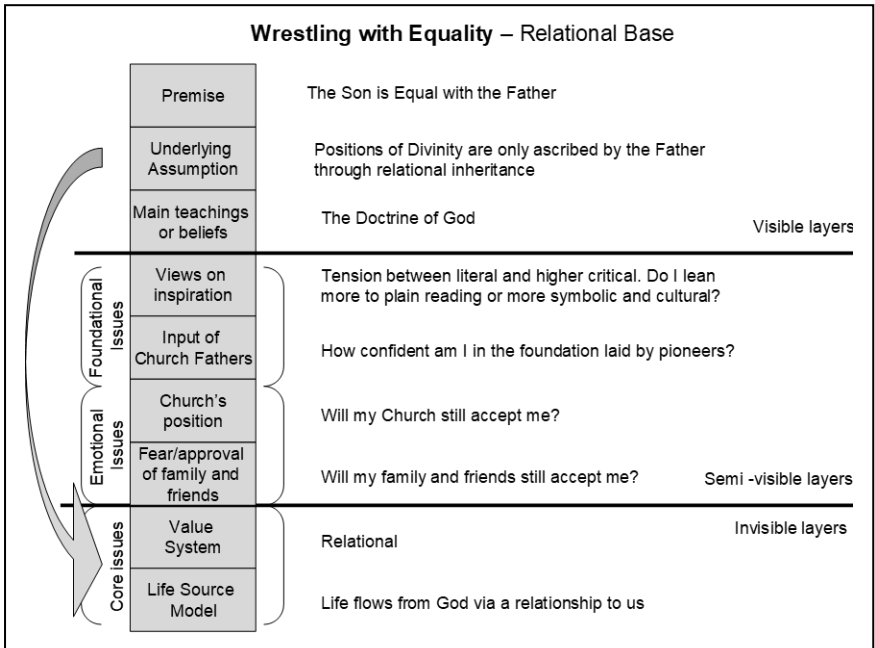 Wrestling with Equality – Relational Base
Premise
The Son is Equal with the Father
Underlying
Assumption
Positions of Divinity are only ascribed by the Father
through relational inheritance
Main teachings
or beliefs
The Doctrine of God
Visible layers
Foundational
Issues
Views on
inspiration
Tension between literal and higher critical. Do I lean
more to plain reading or more symbolic and cultural?
Input of
Church Fathers
How confident am I in the foundation laid by pioneers?
Emotional
Issues
Church's
position
Will my Church still accept me?
Fear/approval
of family and
friends
Will my family and friends still accept me?
Semi -visible layers
Invisible layers
Core issues
Value
System
Relational
Life Source
Model
Life flows from God via a relationship to us